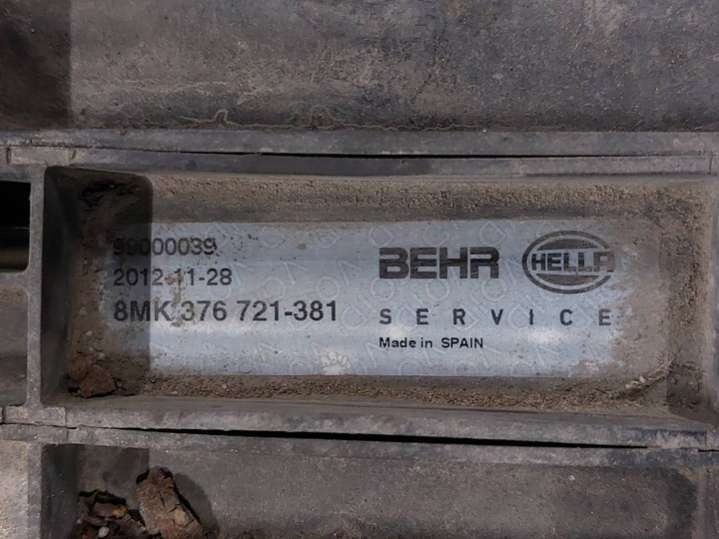 99000039
2012-11-28
8MK 376 721-381
BEHR HELLA
SERVICE
Made in SPAIN